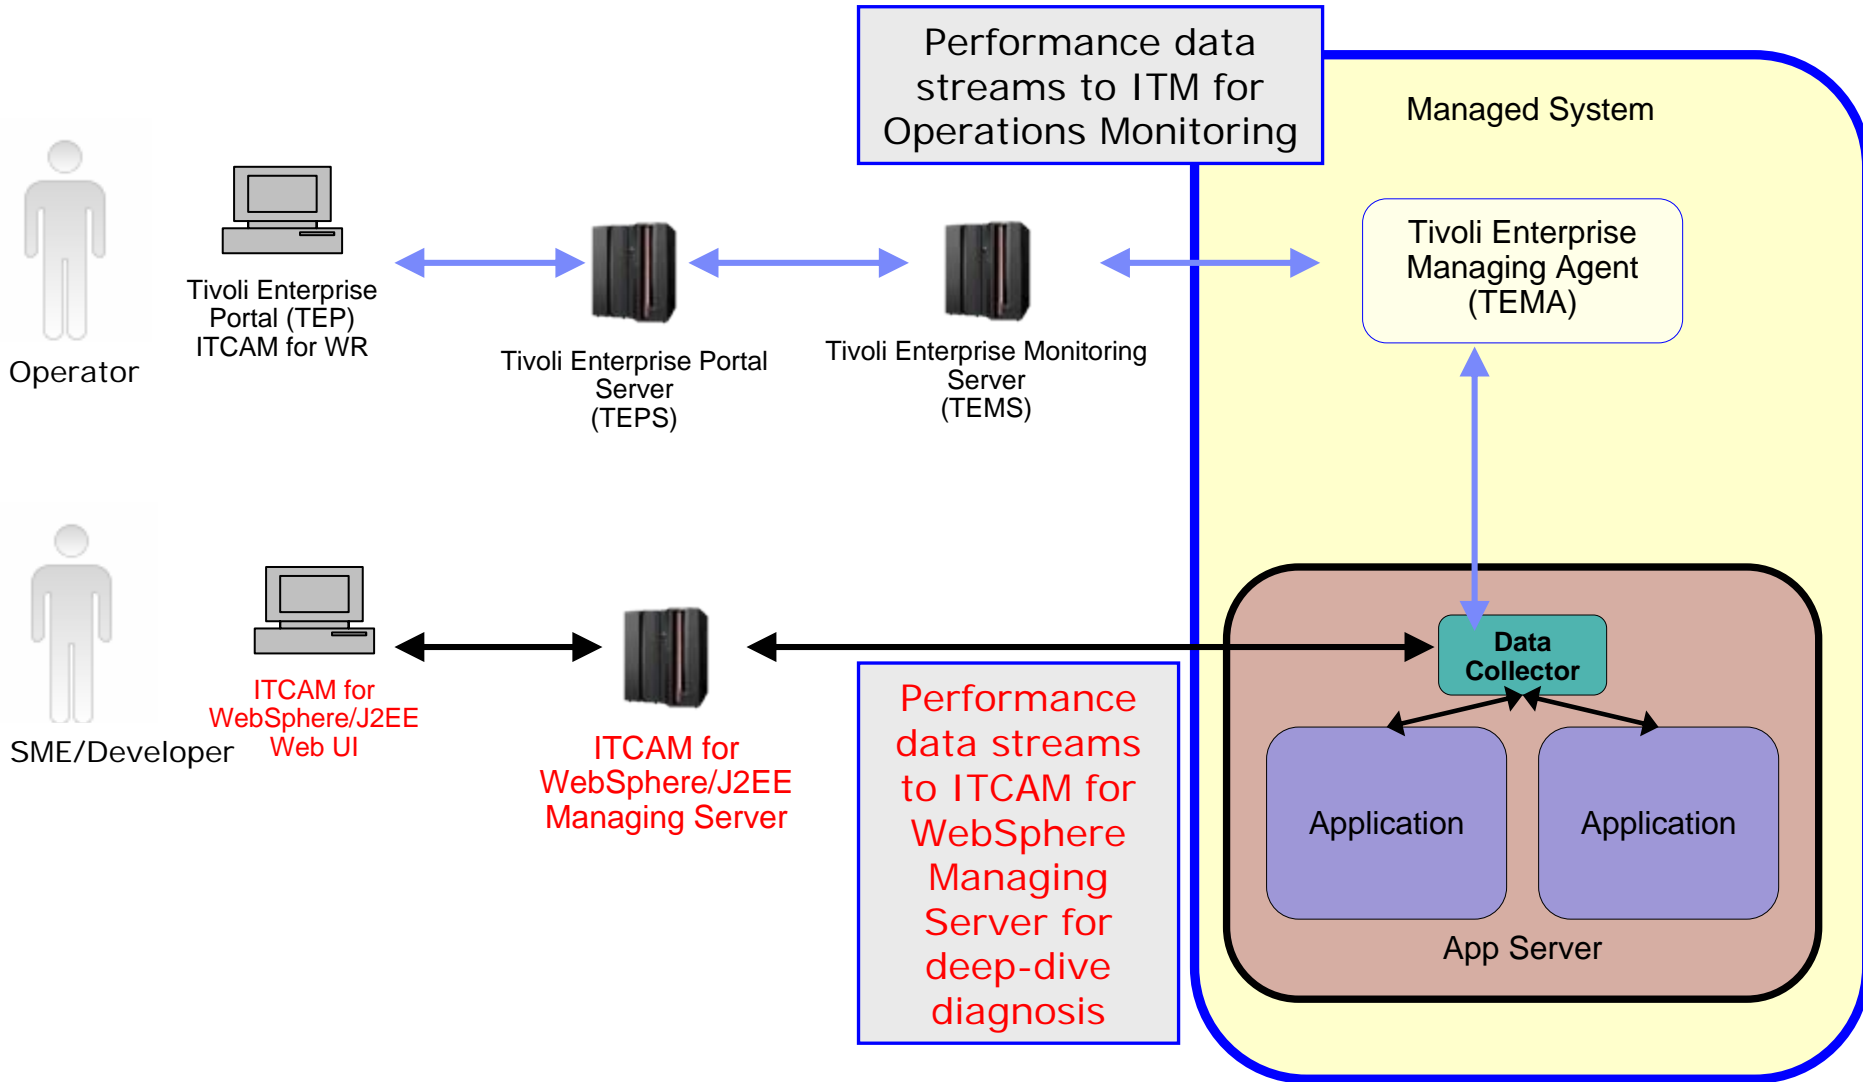 Performance data
streams to ITM for
Operations Monitoring
Managed System
Tivoli Enterprise
Managing Agent
(TEMA)
Operator
Tivoli Enterprise
Portal (TEP)
ITCAM for WR
Tivoli Enterprise Portal
Server
(TEPS)
Tivoli Enterprise Monitoring
Server
(TEMS)
SME/Developer
ITCAM for
WebSphere/J2EE
Web UI
ITCAM for
WebSphere/J2EE
Managing Server
Performance
data streams
to ITCAM for
WebSphere
Managing
Server for
deep-dive
diagnosis
Data
Collector
Application
Application
App Server